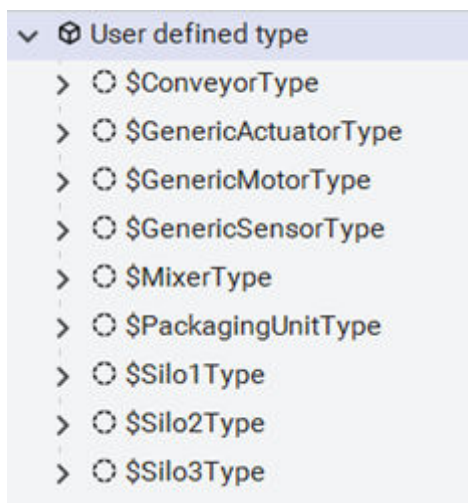 User defined type
$ConveyorType
$GenericActuatorType
$GenericMotorType
$GenericSensorType
$MixerType
$PackagingUnitType
$Silo1Type
$Silo2Type
$Silo3Type